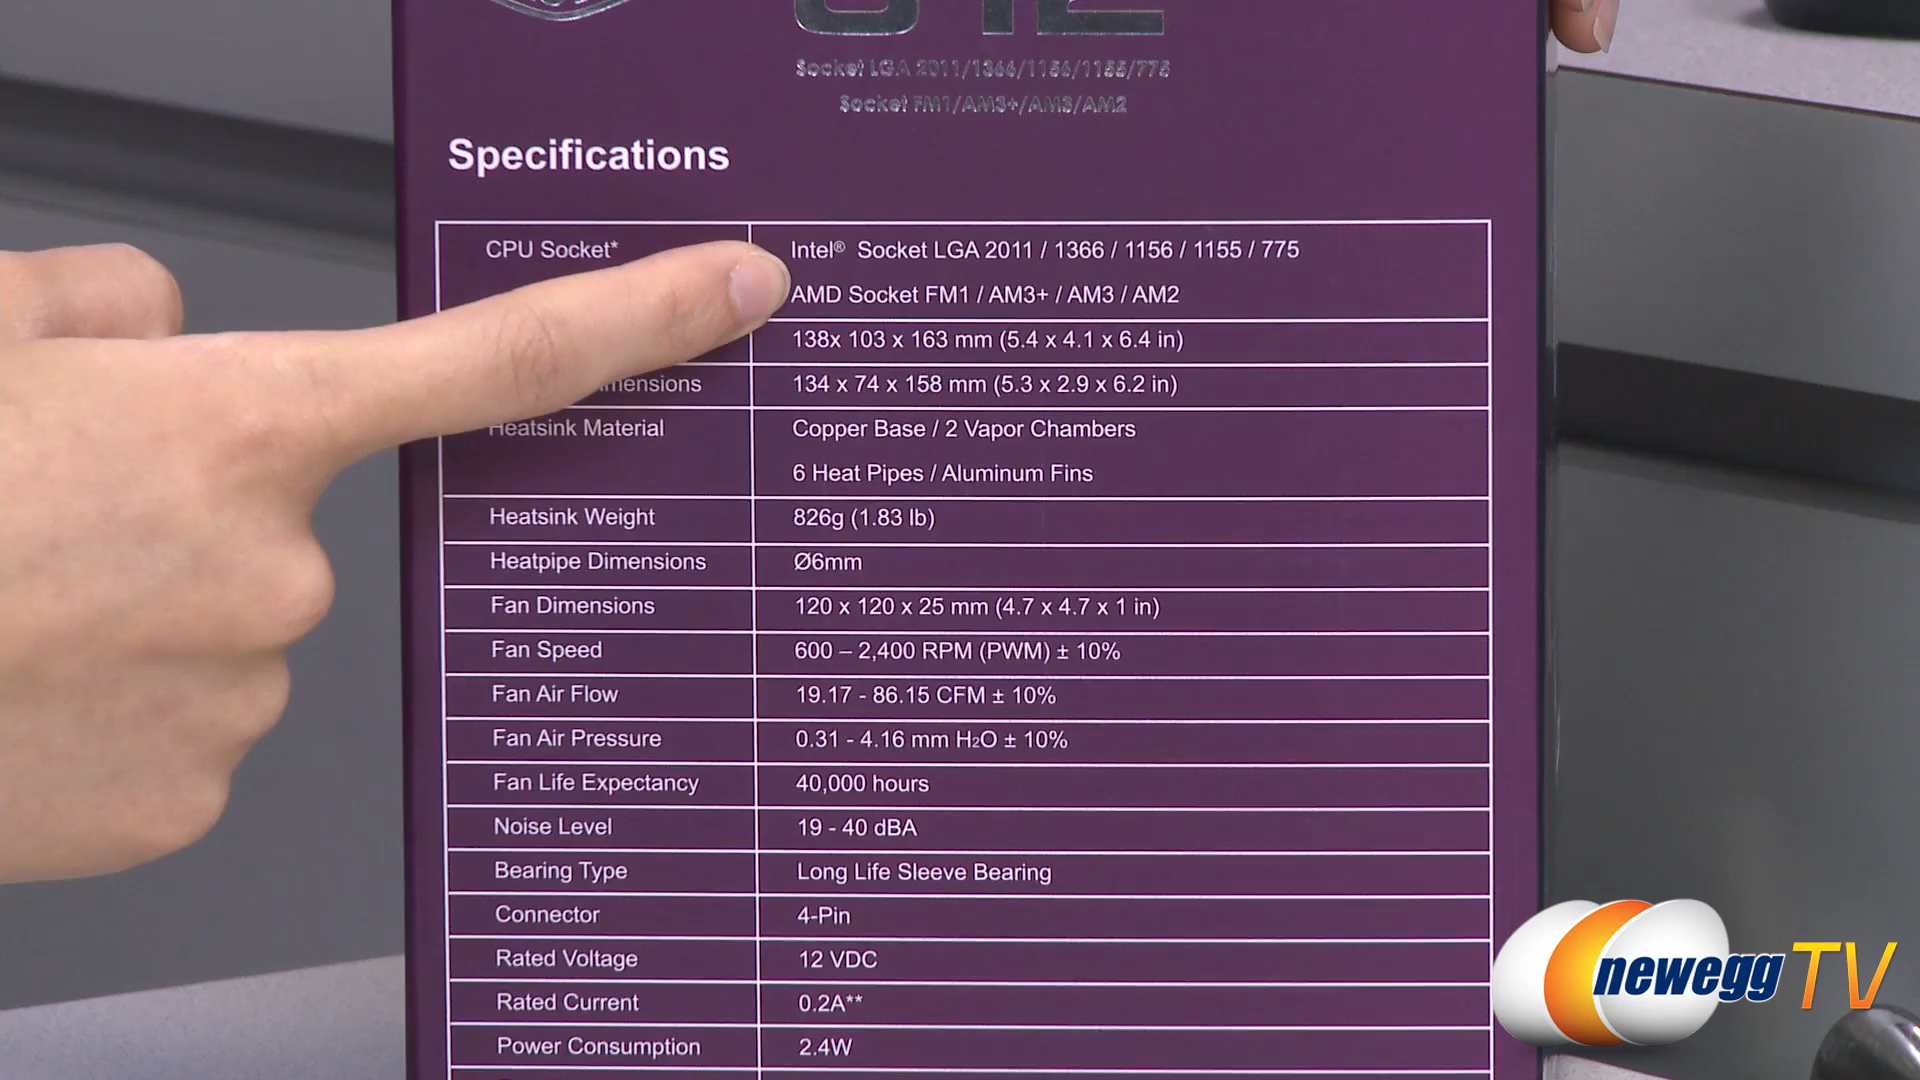 Socket LGA 2011/1366/1156/1155/775
Socket FM1/AM3+/AM3/AM2
Specifications
CPU Socket* Intel® Socket LGA 2011 / 1366 / 1156 / 1155 / 775
AMD Socket FM1 / AM3+ / AM3 / AM2
138x 103 x 163 mm (5.4 x 4.1 x 6.4 in)
134 x 74 x 158 mm (5.3 x 2.9 x 6.2 in)
Heatsink Material Copper Base / 2 Vapor Chambers
6 Heat Pipes / Aluminum Fins
Heatsink Weight 826g (1.83 lb)
Heatpipe Dimensions Ø6mm
Fan Dimensions 120 x 120 x 25 mm (4.7 x 4.7 x 1 in)
Fan Speed 600 – 2,400 RPM (PWM) ± 10%
Fan Air Flow 19.17 - 86.15 CFM ± 10%
Fan Air Pressure 0.31 - 4.16 mm H₂O ± 10%
Fan Life Expectancy 40,000 hours
Noise Level 19 - 40 dBA
Bearing Type Long Life Sleeve Bearing
Connector 4-Pin
Rated Voltage 12 VDC
Rated Current 0.2A**
Power Consumption 2.4W
newegg TV